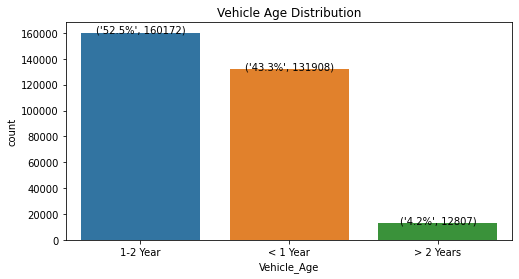 Vehicle Age Distribution
count
160000
140000
120000
100000
80000
60000
40000
20000
0
('52.5%', 160172)
('43.3%', 131908)
('4.2%', 12807)
1-2 Year
< 1 Year
> 2 Years
Vehicle_Age